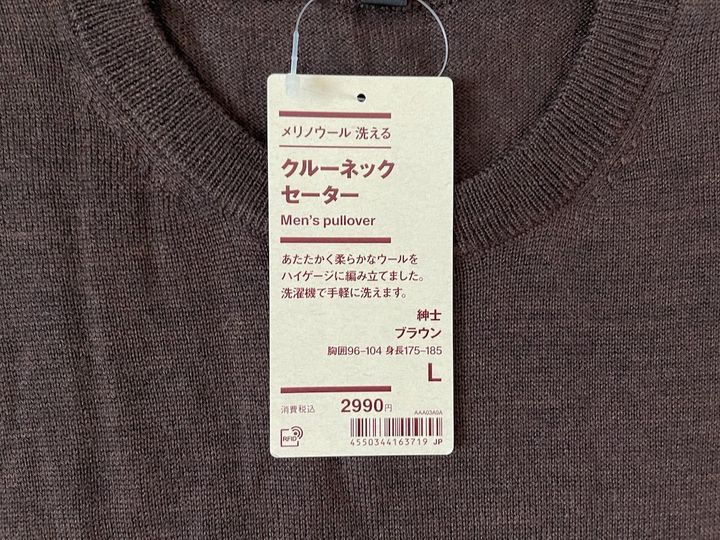 メリノウール 洗える
クルーネック
セーター
Men's pullover
あたたかく柔らかなウールを
ハイゲージに編み立てました。
洗濯機で手軽に洗えます。
紳士
ブラウン
胸囲96-104 身長175-185
L
消費税込 2990円
AAA03A0A
RFID
4550344163719 JP